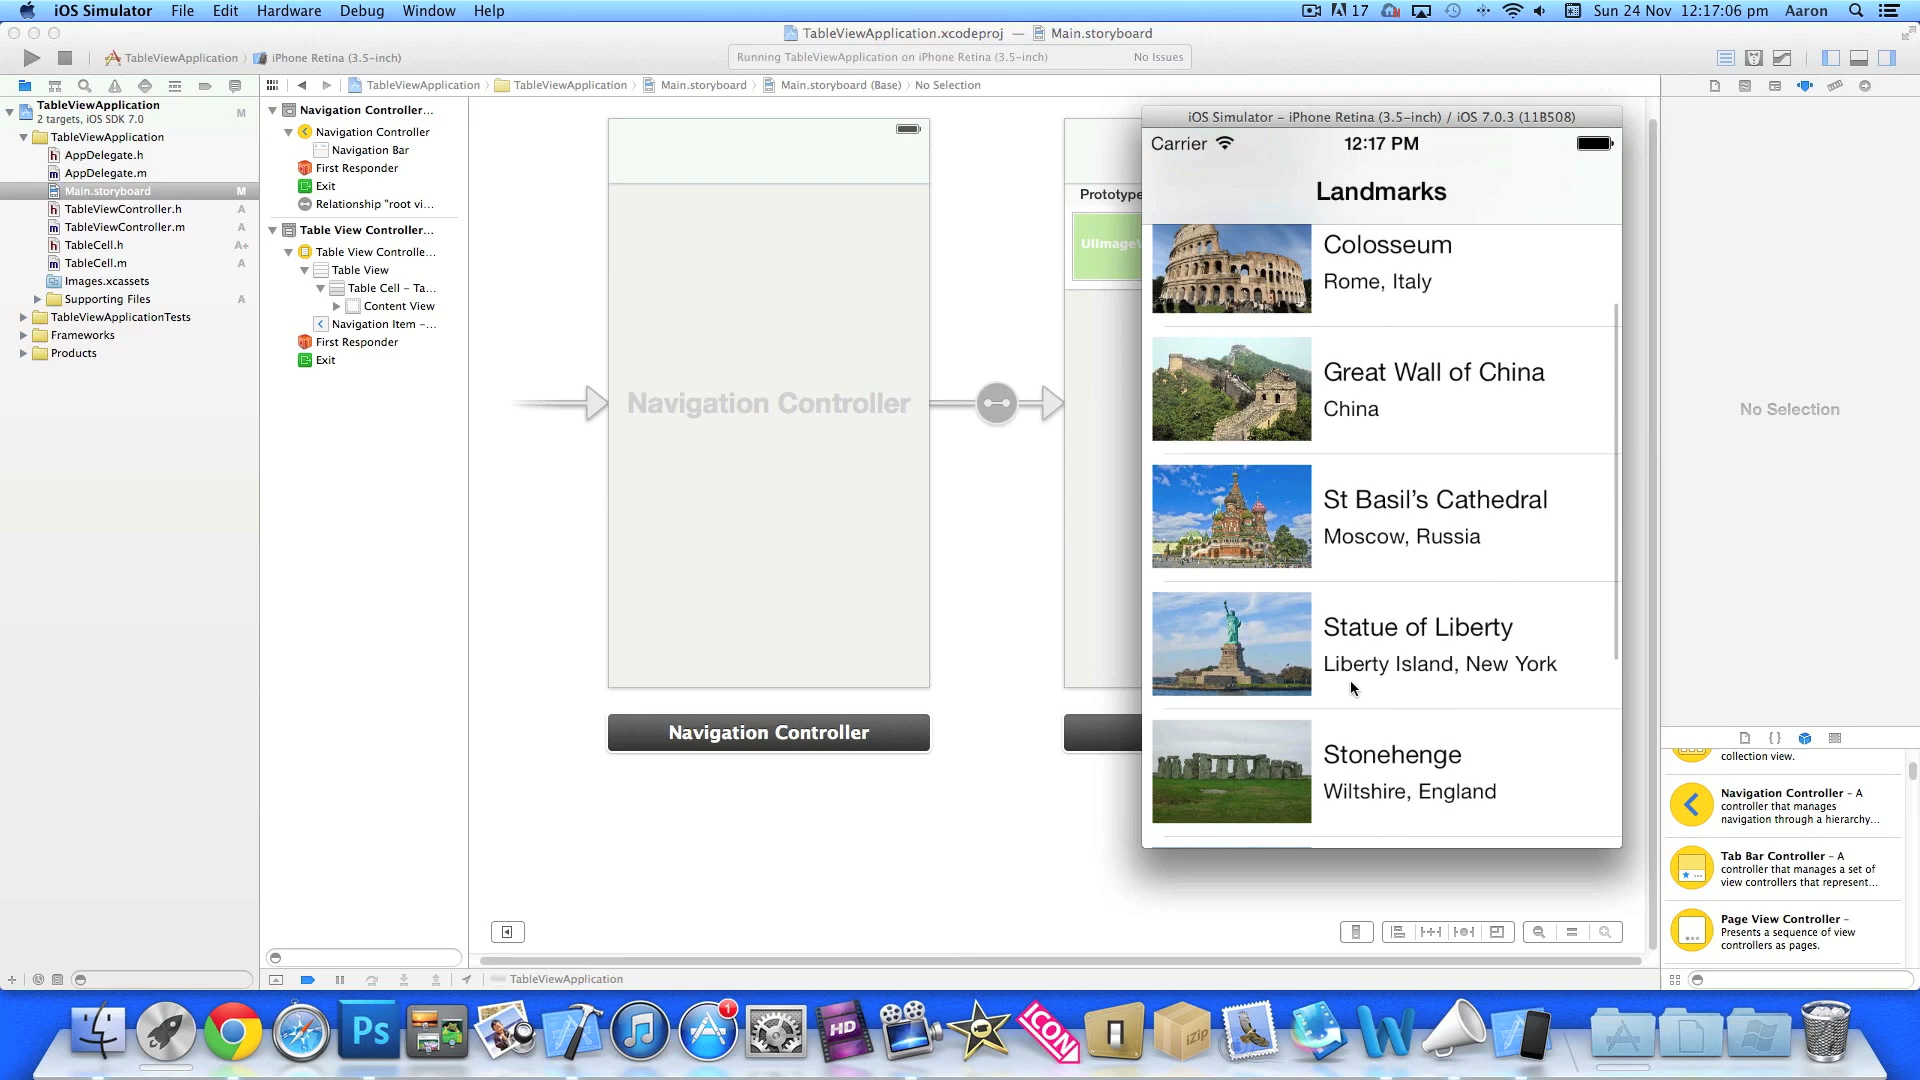 iOS Simulator File Edit Hardware Debug Window Help
17 Sun 24 Nov 12:17:06 pm Aaron
TableViewApplication.xcodeproj — Main.storyboard
TableViewApplication iPhone Retina (3.5-inch)
Running TableViewApplication on iPhone Retina (3.5-inch) No Issues
TableViewApplication TableViewApplication Main.storyboard Main.storyboard (Base) No Selection
TableViewApplication M
2 targets, iOS SDK 7.0
TableViewApplication
AppDelegate.h
AppDelegate.m
Main.storyboard M
TableViewController.h A
TableViewController.m A
TableCell.h A+
TableCell.m A
Images.xcassets
Supporting Files A
TableViewApplicationTests
Frameworks
Products
Navigation Controller...
Navigation Controller
Navigation Bar
First Responder
Exit
Relationship "root vi...
Table View Controller...
Table View Controlle...
Table View
Table Cell - Ta...
Content View
Navigation Item -...
First Responder
Exit
Navigation Controller
Navigation Controller
Prototype
UIImageV
iOS Simulator - iPhone Retina (3.5-inch) / iOS 7.0.3 (11B508)
Carrier 12:17 PM
Landmarks
Colosseum
Rome, Italy
Great Wall of China
China
St Basil's Cathedral
Moscow, Russia
Statue of Liberty
Liberty Island, New York
Stonehenge
Wiltshire, England
No Selection
collection view.
Navigation Controller - A
controller that manages
navigation through a hierarchy...
Tab Bar Controller - A
controller that manages a set of
view controllers that represent...
Page View Controller -
Presents a sequence of view
controllers as pages.
TableViewApplication
Ps
1
HD
ICON
iZip
W